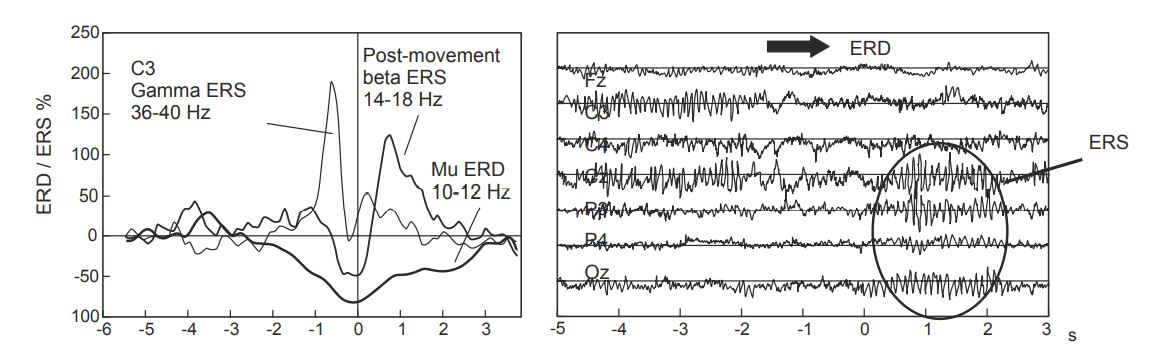 ERD / ERS %
250
200
150
100
50
0
-50
100
-6 -5 -4 -3 -2 -1 0 1 2 3
C3
Gamma ERS
36-40 Hz
Post-movement
beta ERS
14-18 Hz
Mu ERD
10-12 Hz
ERD
Fz
C3
C4
P3
P4
Oz
ERS
-5 -4 -3 -2 -1 0 1 2 3 s